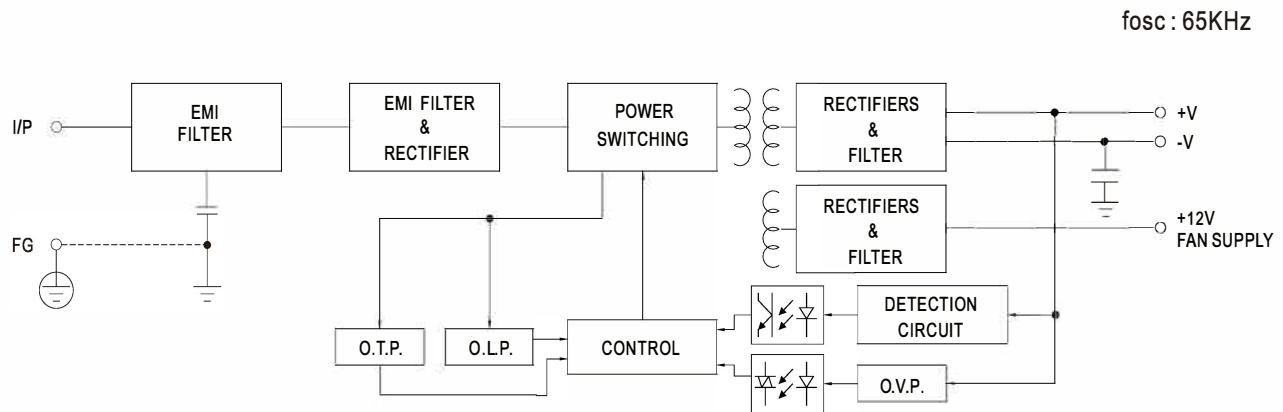 fosc : 65KHz
I/P
EMI
FILTER
EMI FILTER
&
RECTIFIER
POWER
SWITCHING
RECTIFIERS
&
FILTER
+V
-V
RECTIFIERS
&
FILTER
+12V
FAN SUPPLY
FG
O.T.P.
O.L.P.
CONTROL
DETECTION
CIRCUIT
O.V.P.